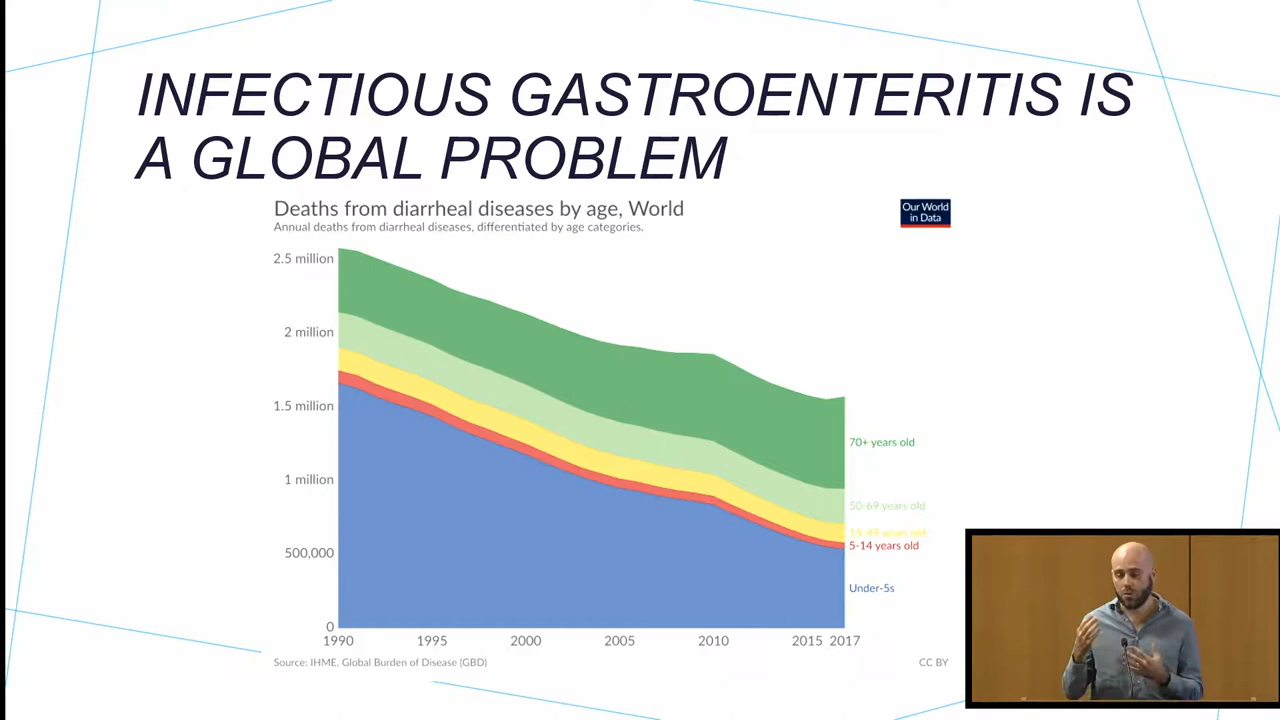 INFECTIOUS GASTROENTERITIS IS
A GLOBAL PROBLEM
Deaths from diarrheal diseases by age, World
Annual deaths from diarrheal diseases, differentiated by age categories.
Our World
in Data
2.5 million
2 million
1.5 million
1 million
500,000
0
70+ years old
50-69 years old
15-49 years old
5-14 years old
Under-5s
1990 1995 2000 2005 2010 2015 2017
Source: IHME, Global Burden of Disease (GBD)
CC BY